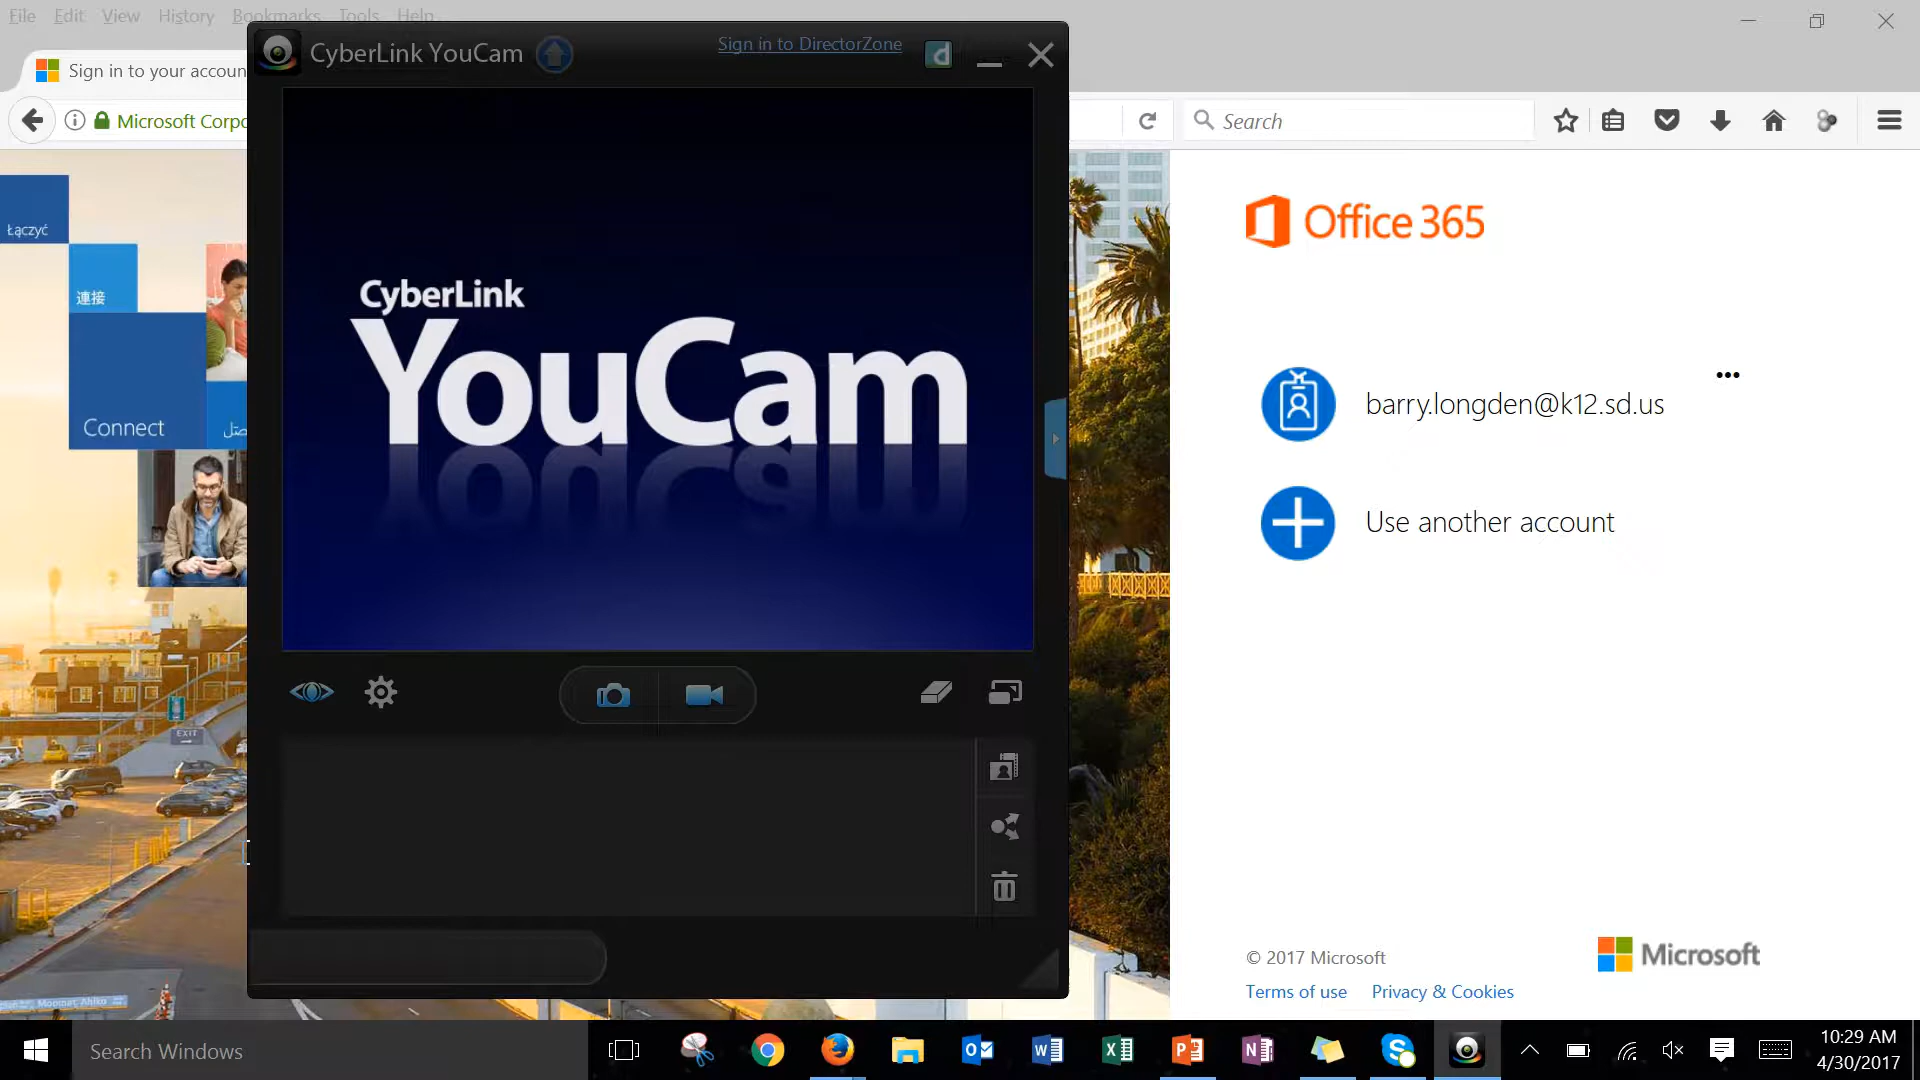 File Edit View History Bookmarks Tools Help
CyberLink YouCam
Sign in to DirectorZone
d
Sign in to your accoun
Microsoft Corpo
Search
Łączyć
連接
Connect
CyberLink
YouCam
Office 365
barry.longden@k12.sd.us
Use another account
EXIT
© 2017 Microsoft
Microsoft
Terms of use Privacy & Cookies
Search Windows
10:29 AM
4/30/2017